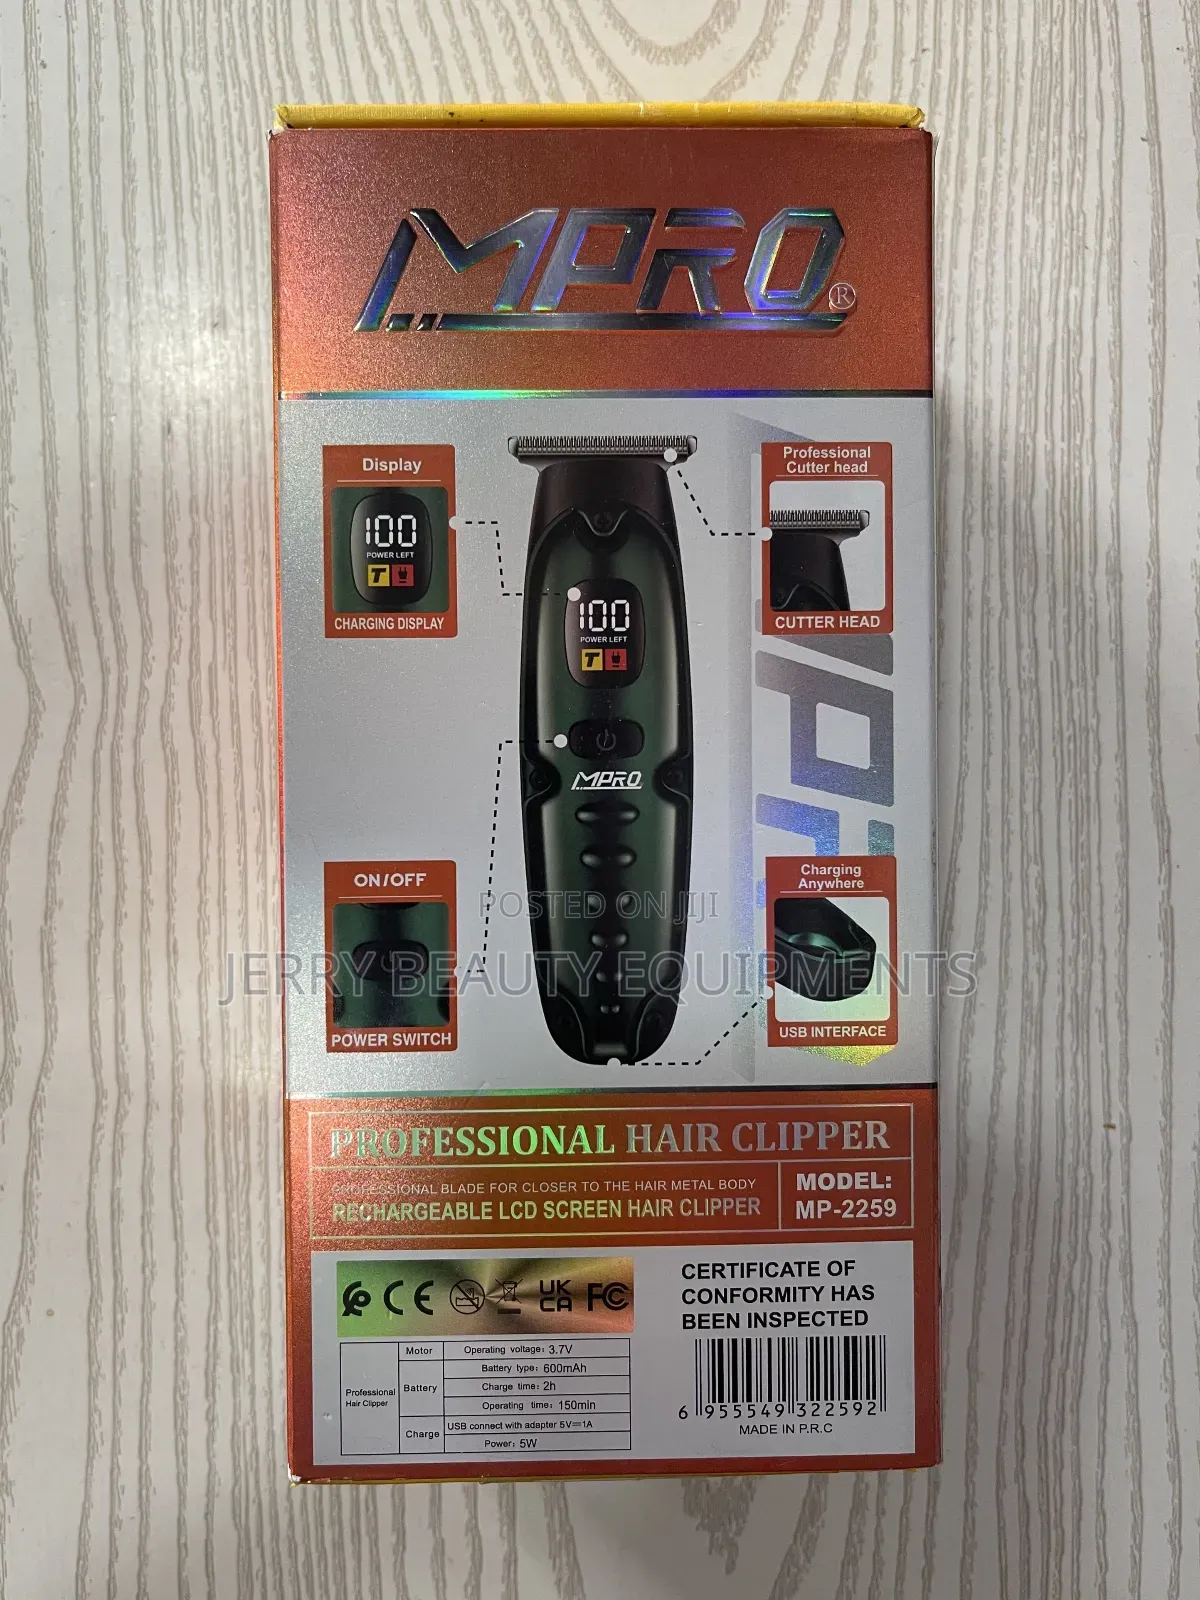 MPRO®
Display
100
POWER LEFT
T
CHARGING DISPLAY
Professional
Cutter head
CUTTER HEAD
100
POWER LEFT
T
MPRO
ON/OFF
POWER SWITCH
Charging
Anywhere
USB INTERFACE
POSTED ON JIJI
JERRY BEAUTY EQUIPMENTS
PROFESSIONAL HAIR CLIPPER
PROFESSIONAL BLADE FOR CLOSER TO THE HAIR METAL BODY
RECHARGEABLE LCD SCREEN HAIR CLIPPER
MODEL:
MP-2259
CE UK CA FC
CERTIFICATE OF
CONFORMITY HAS
BEEN INSPECTED
Professional
Hair Clipper
Motor Operating voltage: 3.7V
Battery Battery type: 600mAh
Charge time: 2h
Operating time: 150min
Charge USB connect with adapter 5V⎓1A
Power: 5W
6 955549 322592
MADE IN P.R.C